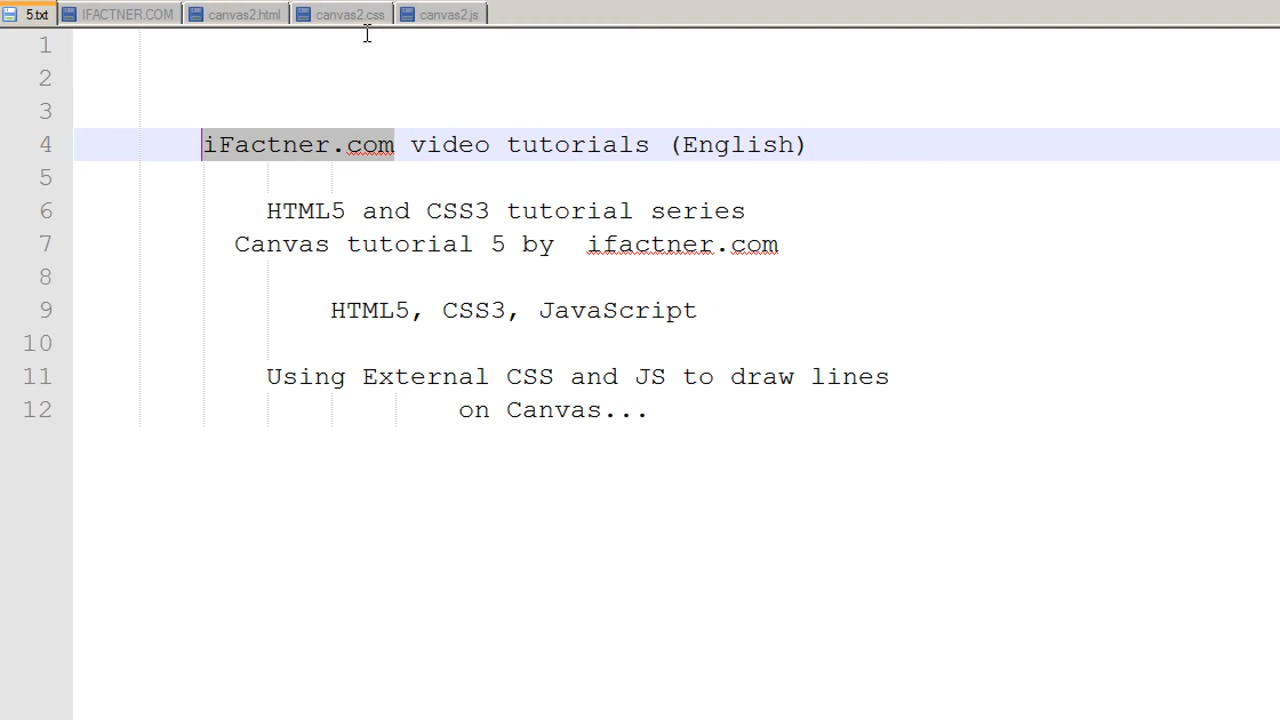 5.txt IFACTNER.COM canvas2.html canvas2.css canvas2.js
1
2
3
4 iFactner.com video tutorials (English)
5
6 HTML5 and CSS3 tutorial series
7 Canvas tutorial 5 by ifactner.com
8
9 HTML5, CSS3, JavaScript
10
11 Using External CSS and JS to draw lines
12 on Canvas...